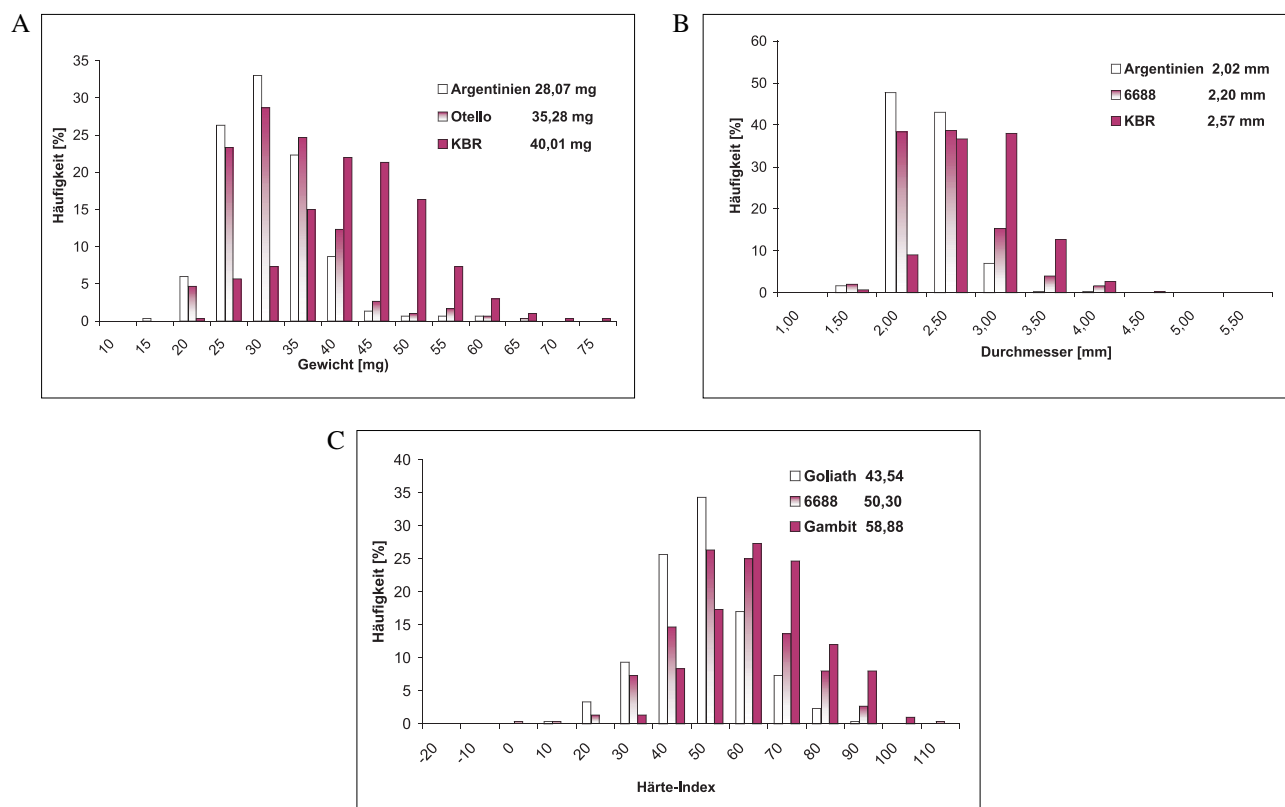 A
35
30
25
20
15
10
5
0
Häufigkeit [%]
Argentinien 28,07 mg
Otello 35,28 mg
KBR 40,01 mg
10 15 20 25 30 35 40 45 50 55 60 65 70 75
Gewicht [mg)
B
60
50
40
30
20
10
0
Häufigkeit [%]
Argentinien 2,02 mm
6688 2,20 mm
KBR 2,57 mm
1,00 1,50 2,00 2,50 3,00 3,50 4,00 4,50 5,00 5,50
Durchmesser [mm]
C
40
35
30
25
20
15
10
5
0
Häufigkeit [%]
Goliath 43,54
6688 50,30
Gambit 58,88
-20 -10 0 10 20 30 40 50 60 70 80 90 100 110
Härte-Index